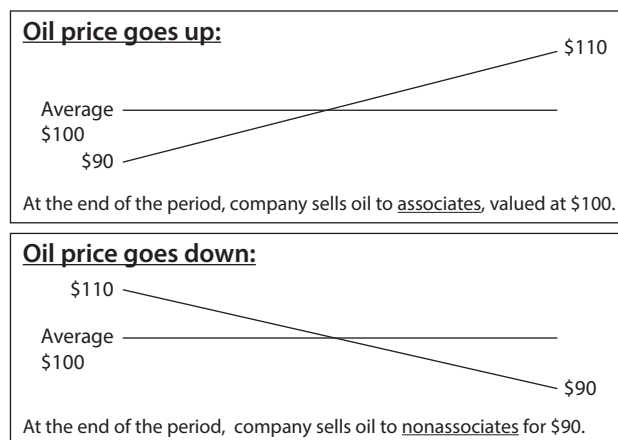 Oil price goes up:
$110
Average
$100
$90
At the end of the period, company sells oil to associates, valued at $100.
Oil price goes down:
$110
Average
$100
$90
At the end of the period, company sells oil to nonassociates for $90.